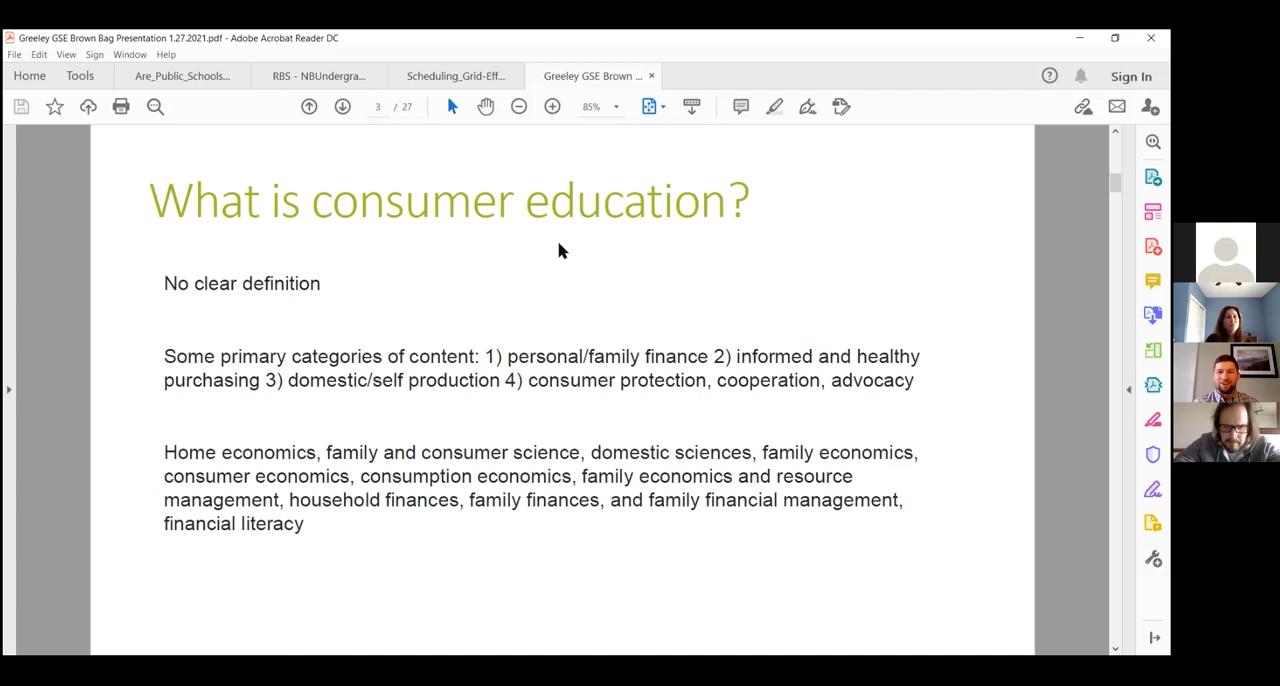 Greeley GSE Brown Bag Presentation 1.27.2021.pdf - Adobe Acrobat Reader DC
File Edit View Sign Window Help
Home Tools Are_Public_Schools... RBS - NBUndergra... Scheduling_Grid-Eff... Greeley GSE Brown ... × Sign In
3 / 27 85%
What is consumer education?
No clear definition
Some primary categories of content: 1) personal/family finance 2) informed and healthy
purchasing 3) domestic/self production 4) consumer protection, cooperation, advocacy
Home economics, family and consumer science, domestic sciences, family economics,
consumer economics, consumption economics, family economics and resource
management, household finances, family finances, and family financial management,
financial literacy